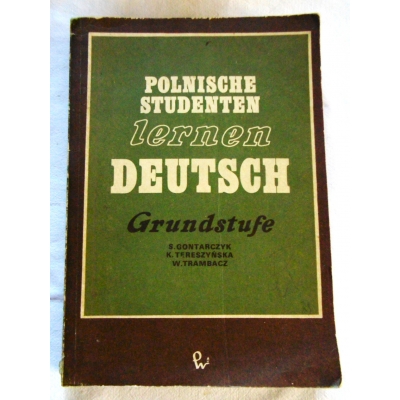 POLNISCHE
STUDENTEN
lernen
DEUTSCH
Grundstufe
B.GONTARCZYK
K.TERESZYŃSKA
W.TRAMBACZ